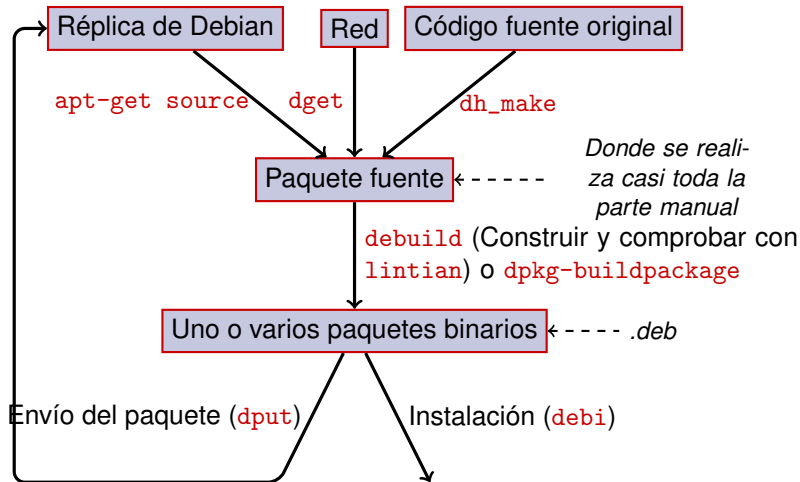 Réplica de Debian
Red
Código fuente original
apt-get source
dget
dh_make
Paquete fuente
Donde se reali-
za casi toda la
parte manual
debuild (Construir y comprobar con
lintian) o dpkg-buildpackage
Uno o varios paquetes binarios
.deb
Envío del paquete (dput)
Instalación (debi)